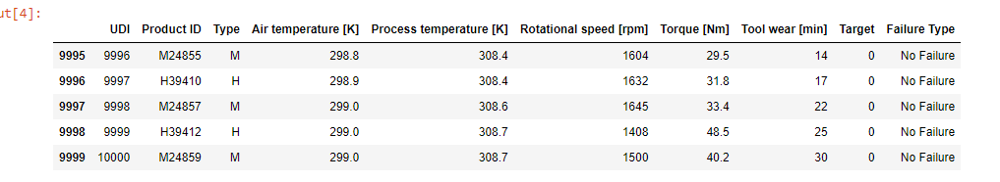 ut[4]:
UDI Product ID Type Air temperature [K] Process temperature [K] Rotational speed [rpm] Torque [Nm] Tool wear [min] Target Failure Type
9995 9996 M24855 M 298.8 308.4 1604 29.5 14 0 No Failure
9996 9997 H39410 H 298.9 308.4 1632 31.8 17 0 No Failure
9997 9998 M24857 M 299.0 308.6 1645 33.4 22 0 No Failure
9998 9999 H39412 H 299.0 308.7 1408 48.5 25 0 No Failure
9999 10000 M24859 M 299.0 308.7 1500 40.2 30 0 No Failure